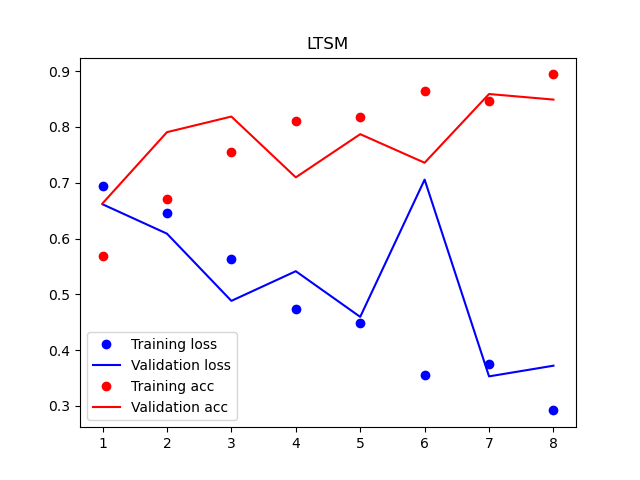 LTSM
0.9
0.8
0.7
0.6
0.5
0.4
0.3
Training loss
Validation loss
Training acc
Validation acc
1 2 3 4 5 6 7 8